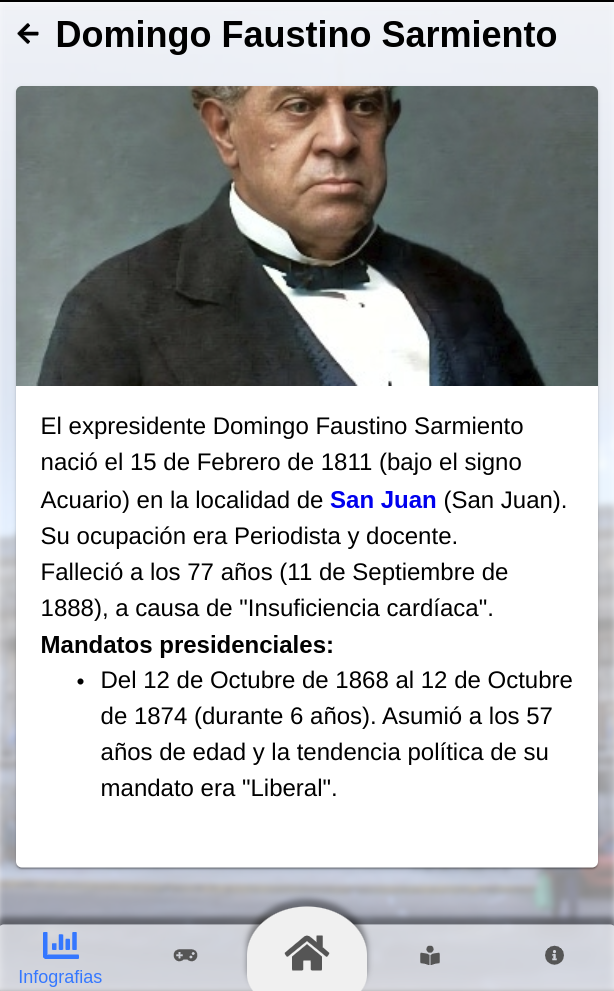 Domingo Faustino Sarmiento
El expresidente Domingo Faustino Sarmiento
nació el 15 de Febrero de 1811 (bajo el signo
Acuario) en la localidad de San Juan (San Juan).
Su ocupación era Periodista y docente.
Falleció a los 77 años (11 de Septiembre de
1888), a causa de "Insuficiencia cardíaca".
Mandatos presidenciales:
• Del 12 de Octubre de 1868 al 12 de Octubre
de 1874 (durante 6 años). Asumió a los 57
años de edad y la tendencia política de su
mandato era "Liberal".
Infografias